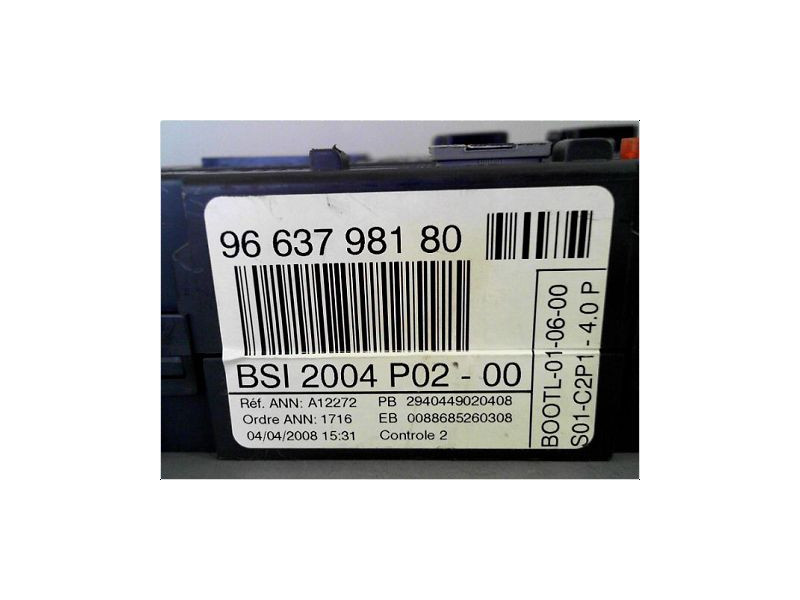 96 637 981 80
BSI 2004 P02 - 00
Réf. ANN: A12272 PB 2940449020408
Ordre ANN: 1716 EB 0088685260308
04/04/2008 15:31 Controle 2
BOOTL-01-06-00
S01-C2P1 - 4.0 P